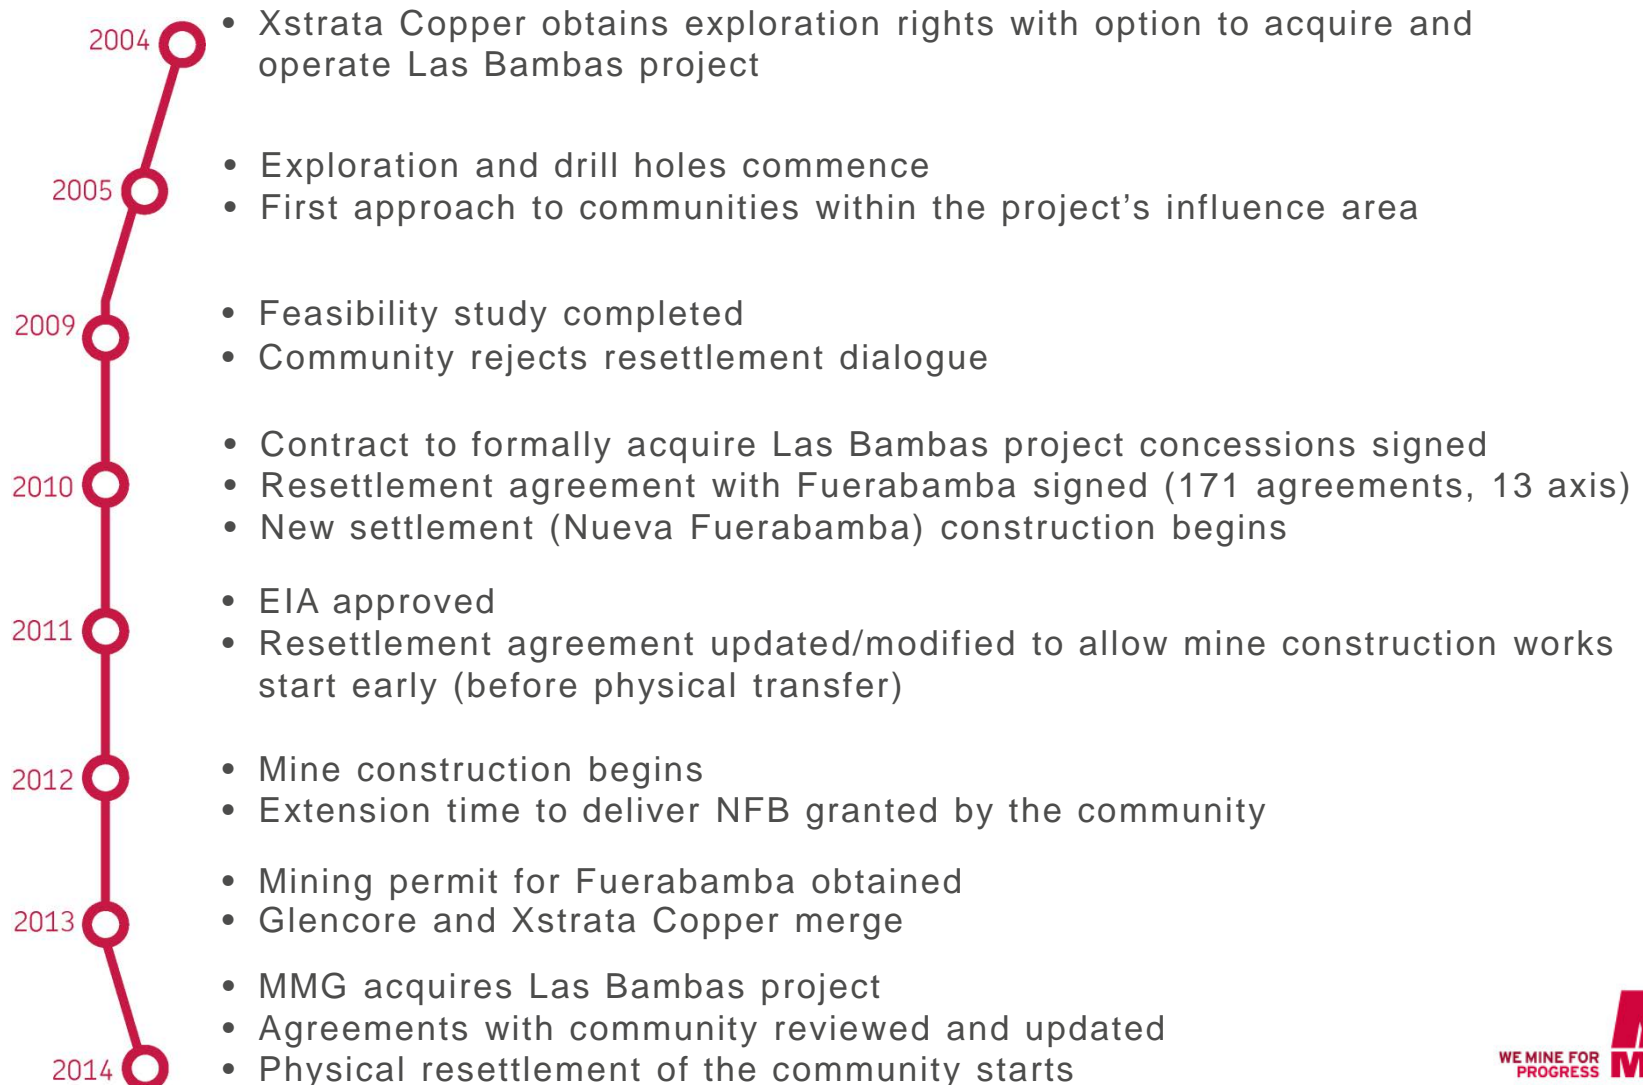 2004
• Xstrata Copper obtains exploration rights with option to acquire and
operate Las Bambas project
2005
• Exploration and drill holes commence
• First approach to communities within the project’s influence area
2009
• Feasibility study completed
• Community rejects resettlement dialogue
2010
• Contract to formally acquire Las Bambas project concessions signed
• Resettlement agreement with Fuerabamba signed (171 agreements, 13 axis)
• New settlement (Nueva Fuerabamba) construction begins
2011
• EIA approved
• Resettlement agreement updated/modified to allow mine construction works
start early (before physical transfer)
2012
• Mine construction begins
• Extension time to deliver NFB granted by the community
2013
• Mining permit for Fuerabamba obtained
• Glencore and Xstrata Copper merge
2014
• MMG acquires Las Bambas project
• Agreements with community reviewed and updated
• Physical resettlement of the community starts
WE MINE FOR
PROGRESS